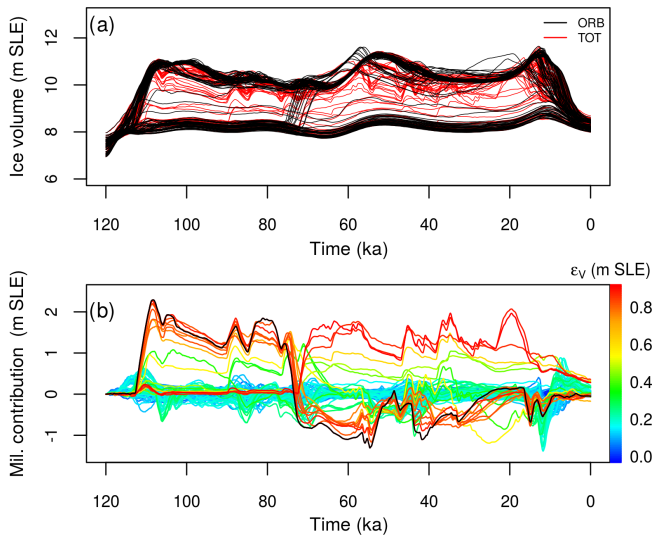 (a)
ORB
TOT
Ice volume (m SLE)
12
10
8
6
120 100 80 60 40 20 0
Time (ka)
εV (m SLE)
(b)
Mil. contribution (m SLE)
2
1
0
-1
0.8
0.6
0.4
0.2
0.0
120 100 80 60 40 20 0
Time (ka)